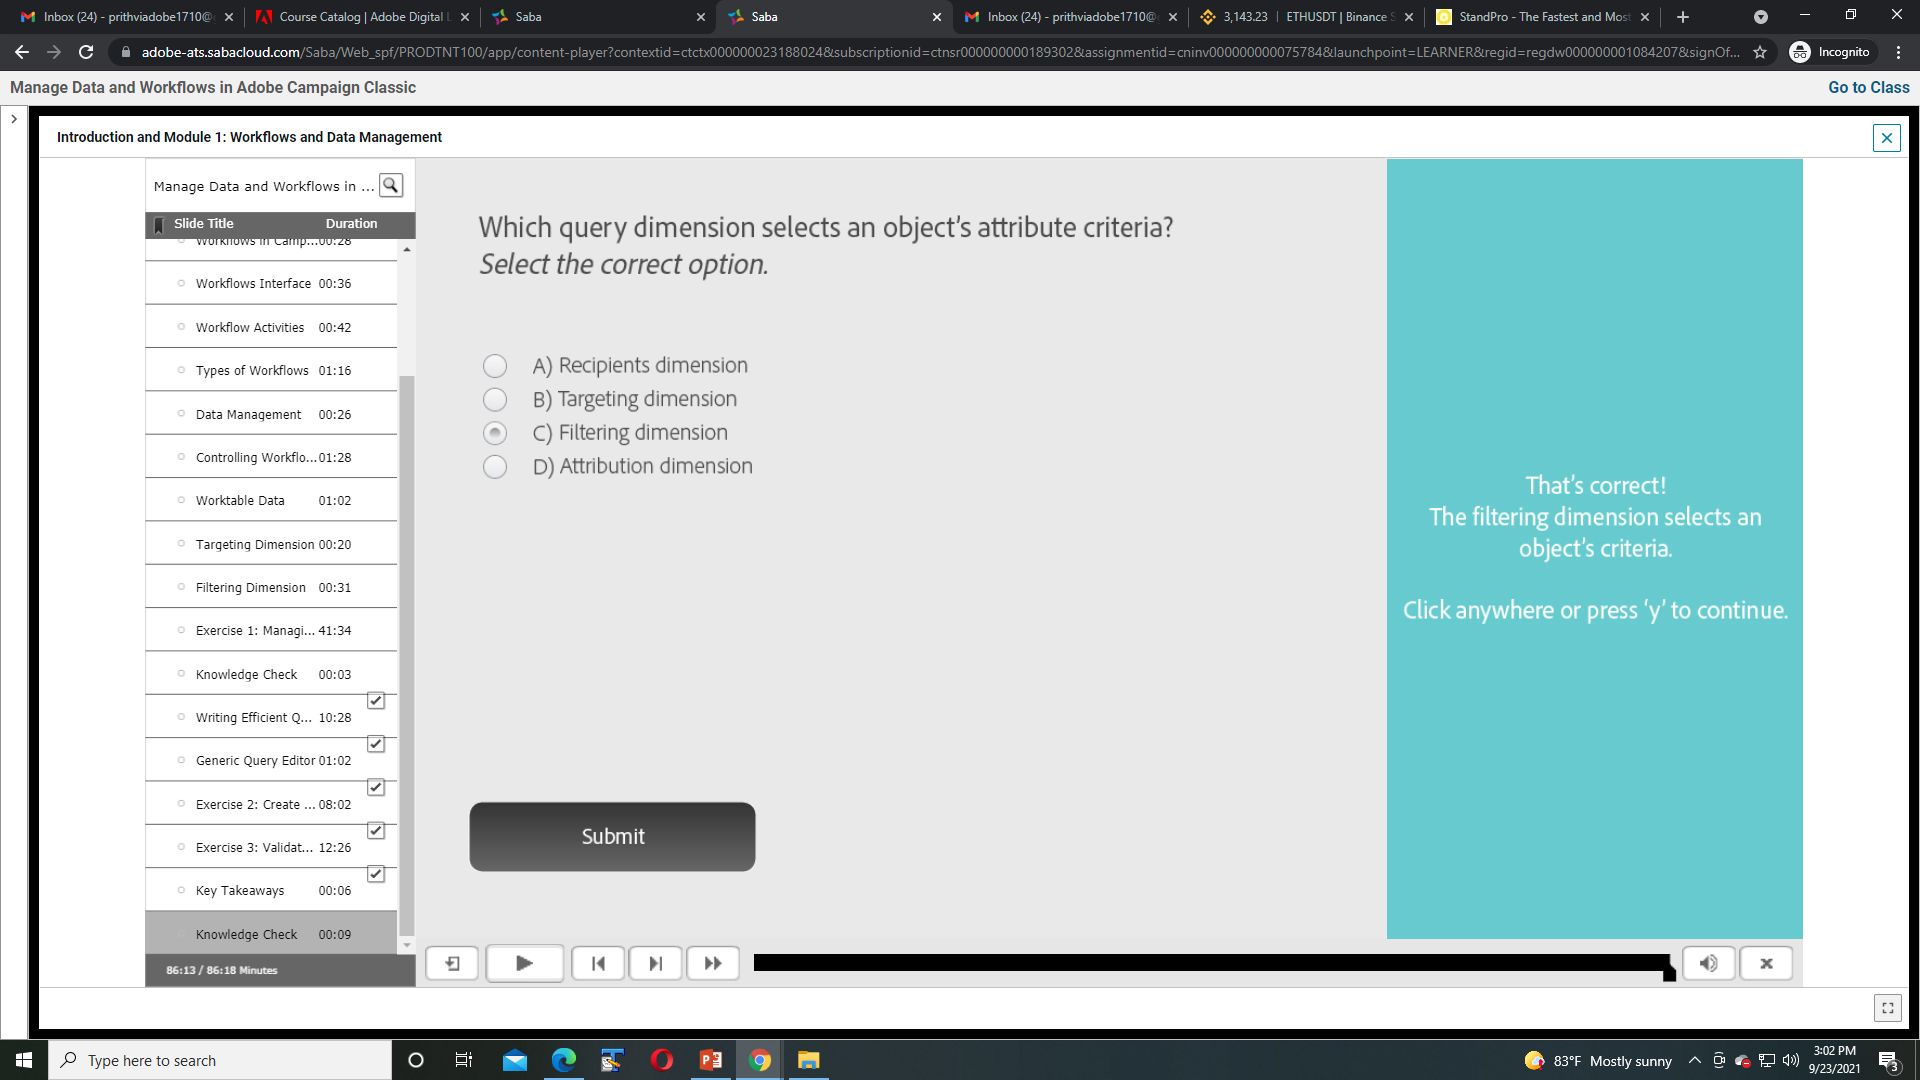 Inbox (24) - prithviadobe1710@
Course Catalog | Adobe Digital L
Saba
Saba
Inbox (24) - prithviadobe1710@
3,143.23 | ETHUSDT | Binance S
StandPro - The Fastest and Most
adobe-ats.sabacloud.com/Saba/Web_spf/PRODTNT100/app/content-player?contextid=ctctx000000023188024&subscriptionid=ctnsr000000000189302&assignmentid=cninv000000000075784&launchpoint=LEARNER&regid=regdw000000001084207&signOf...
Incognito
Manage Data and Workflows in Adobe Campaign Classic
Go to Class
Introduction and Module 1: Workflows and Data Management
Manage Data and Workflows in ...
Slide Title Duration
Workflows in Camp...00:28
Workflows Interface 00:36
Workflow Activities 00:42
Types of Workflows 01:16
Data Management 00:26
Controlling Workflo...01:28
Worktable Data 01:02
Targeting Dimension 00:20
Filtering Dimension 00:31
Exercise 1: Managi... 41:34
Knowledge Check 00:03
Writing Efficient Q... 10:28
Generic Query Editor 01:02
Exercise 2: Create ... 08:02
Exercise 3: Validat... 12:26
Key Takeaways 00:06
Knowledge Check 00:09
86:13 / 86:18 Minutes
Which query dimension selects an object's attribute criteria?
Select the correct option.
A) Recipients dimension
B) Targeting dimension
C) Filtering dimension
D) Attribution dimension
Submit
That's correct!
The filtering dimension selects an
object's criteria.
Click anywhere or press 'y' to continue.
Type here to search
83°F Mostly sunny
3:02 PM
9/23/2021
3